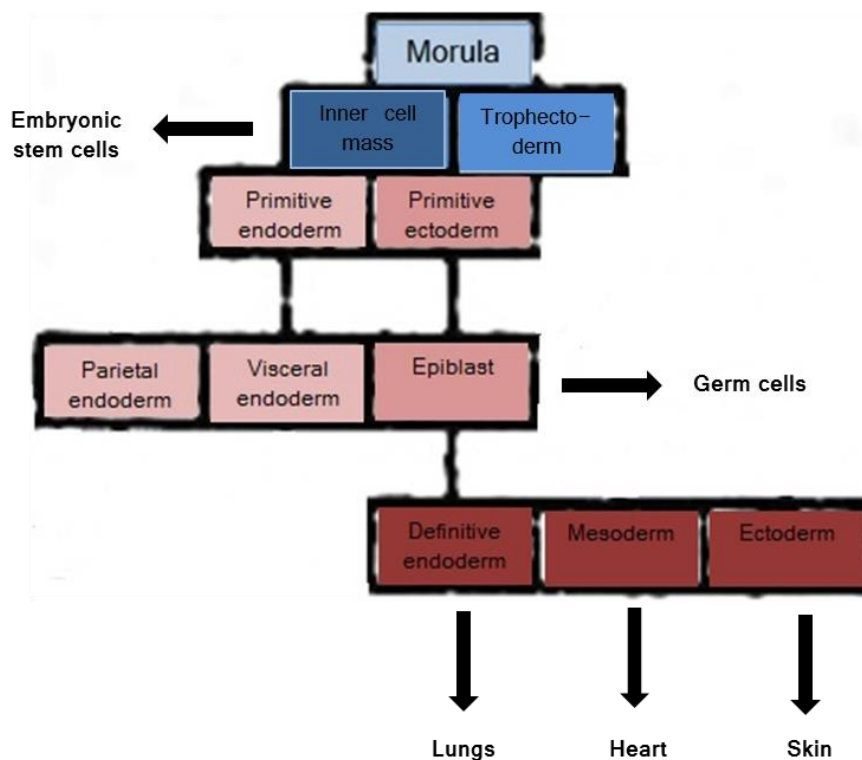 Morula
Inner cell
mass
Trophecto-
derm
Embryonic
stem cells
Primitive
endoderm
Primitive
ectoderm
Parietal
endoderm
Visceral
endoderm
Epiblast
Germ cells
Definitive
endoderm
Mesoderm
Ectoderm
Lungs
Heart
Skin